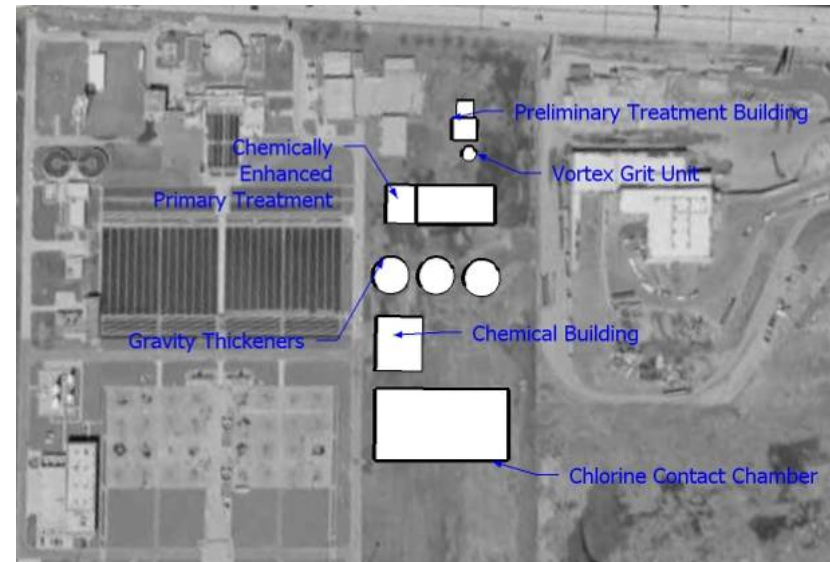 Preliminary Treatment Building
Chemically
Enhanced
Primary Treatment
Vortex Grit Unit
Gravity Thickeners
Chemical Building
Chlorine Contact Chamber